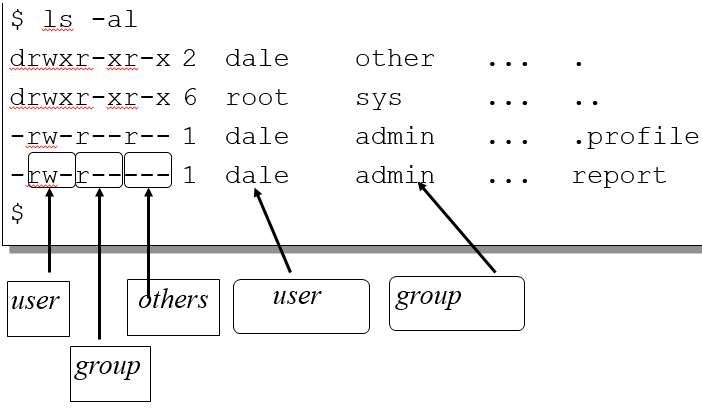 $ ls -al
drwxr-xr-x 2 dale other ... .
drwxr-xr-x 6 root sys ... ..
-rw-r--r-- 1 dale admin ... .profile
-rw-r----- 1 dale admin ... report
$
user others user group
group